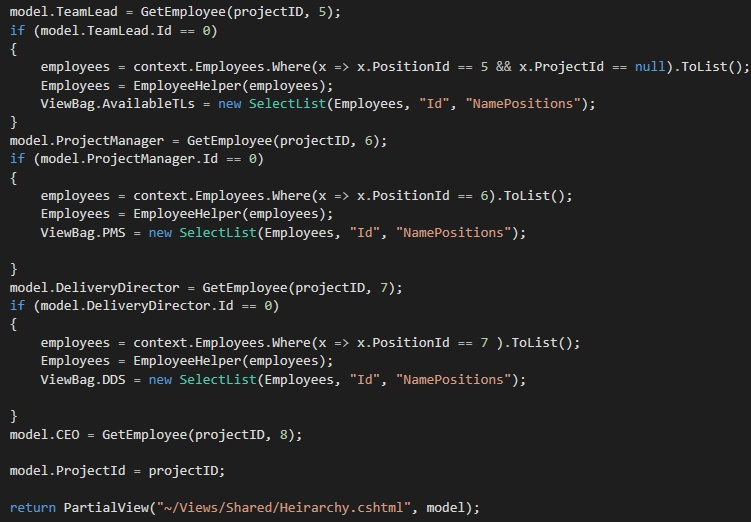 model.TeamLead = GetEmployee(projectID, 5);
if (model.TeamLead.Id == 0)
{
    employees = context.Employees.Where(x => x.PositionId == 5 && x.ProjectId == null).ToList();
    Employees = EmployeeHelper(employees);
    ViewBag.AvailableTLs = new SelectList(Employees, "Id", "NamePositions");
}
model.ProjectManager = GetEmployee(projectID, 6);
if (model.ProjectManager.Id == 0)
{
    employees = context.Employees.Where(x => x.PositionId == 6).ToList();
    Employees = EmployeeHelper(employees);
    ViewBag.PMS = new SelectList(Employees, "Id", "NamePositions");
}
model.DeliveryDirector = GetEmployee(projectID, 7);
if (model.DeliveryDirector.Id == 0)
{
    employees = context.Employees.Where(x => x.PositionId == 7 ).ToList();
    Employees = EmployeeHelper(employees);
    ViewBag.DDS = new SelectList(Employees, "Id", "NamePositions");
}
model.CEO = GetEmployee(projectID, 8);
model.ProjectId = projectID;
return PartialView("~/Views/Shared/Heirarchy.cshtml", model);